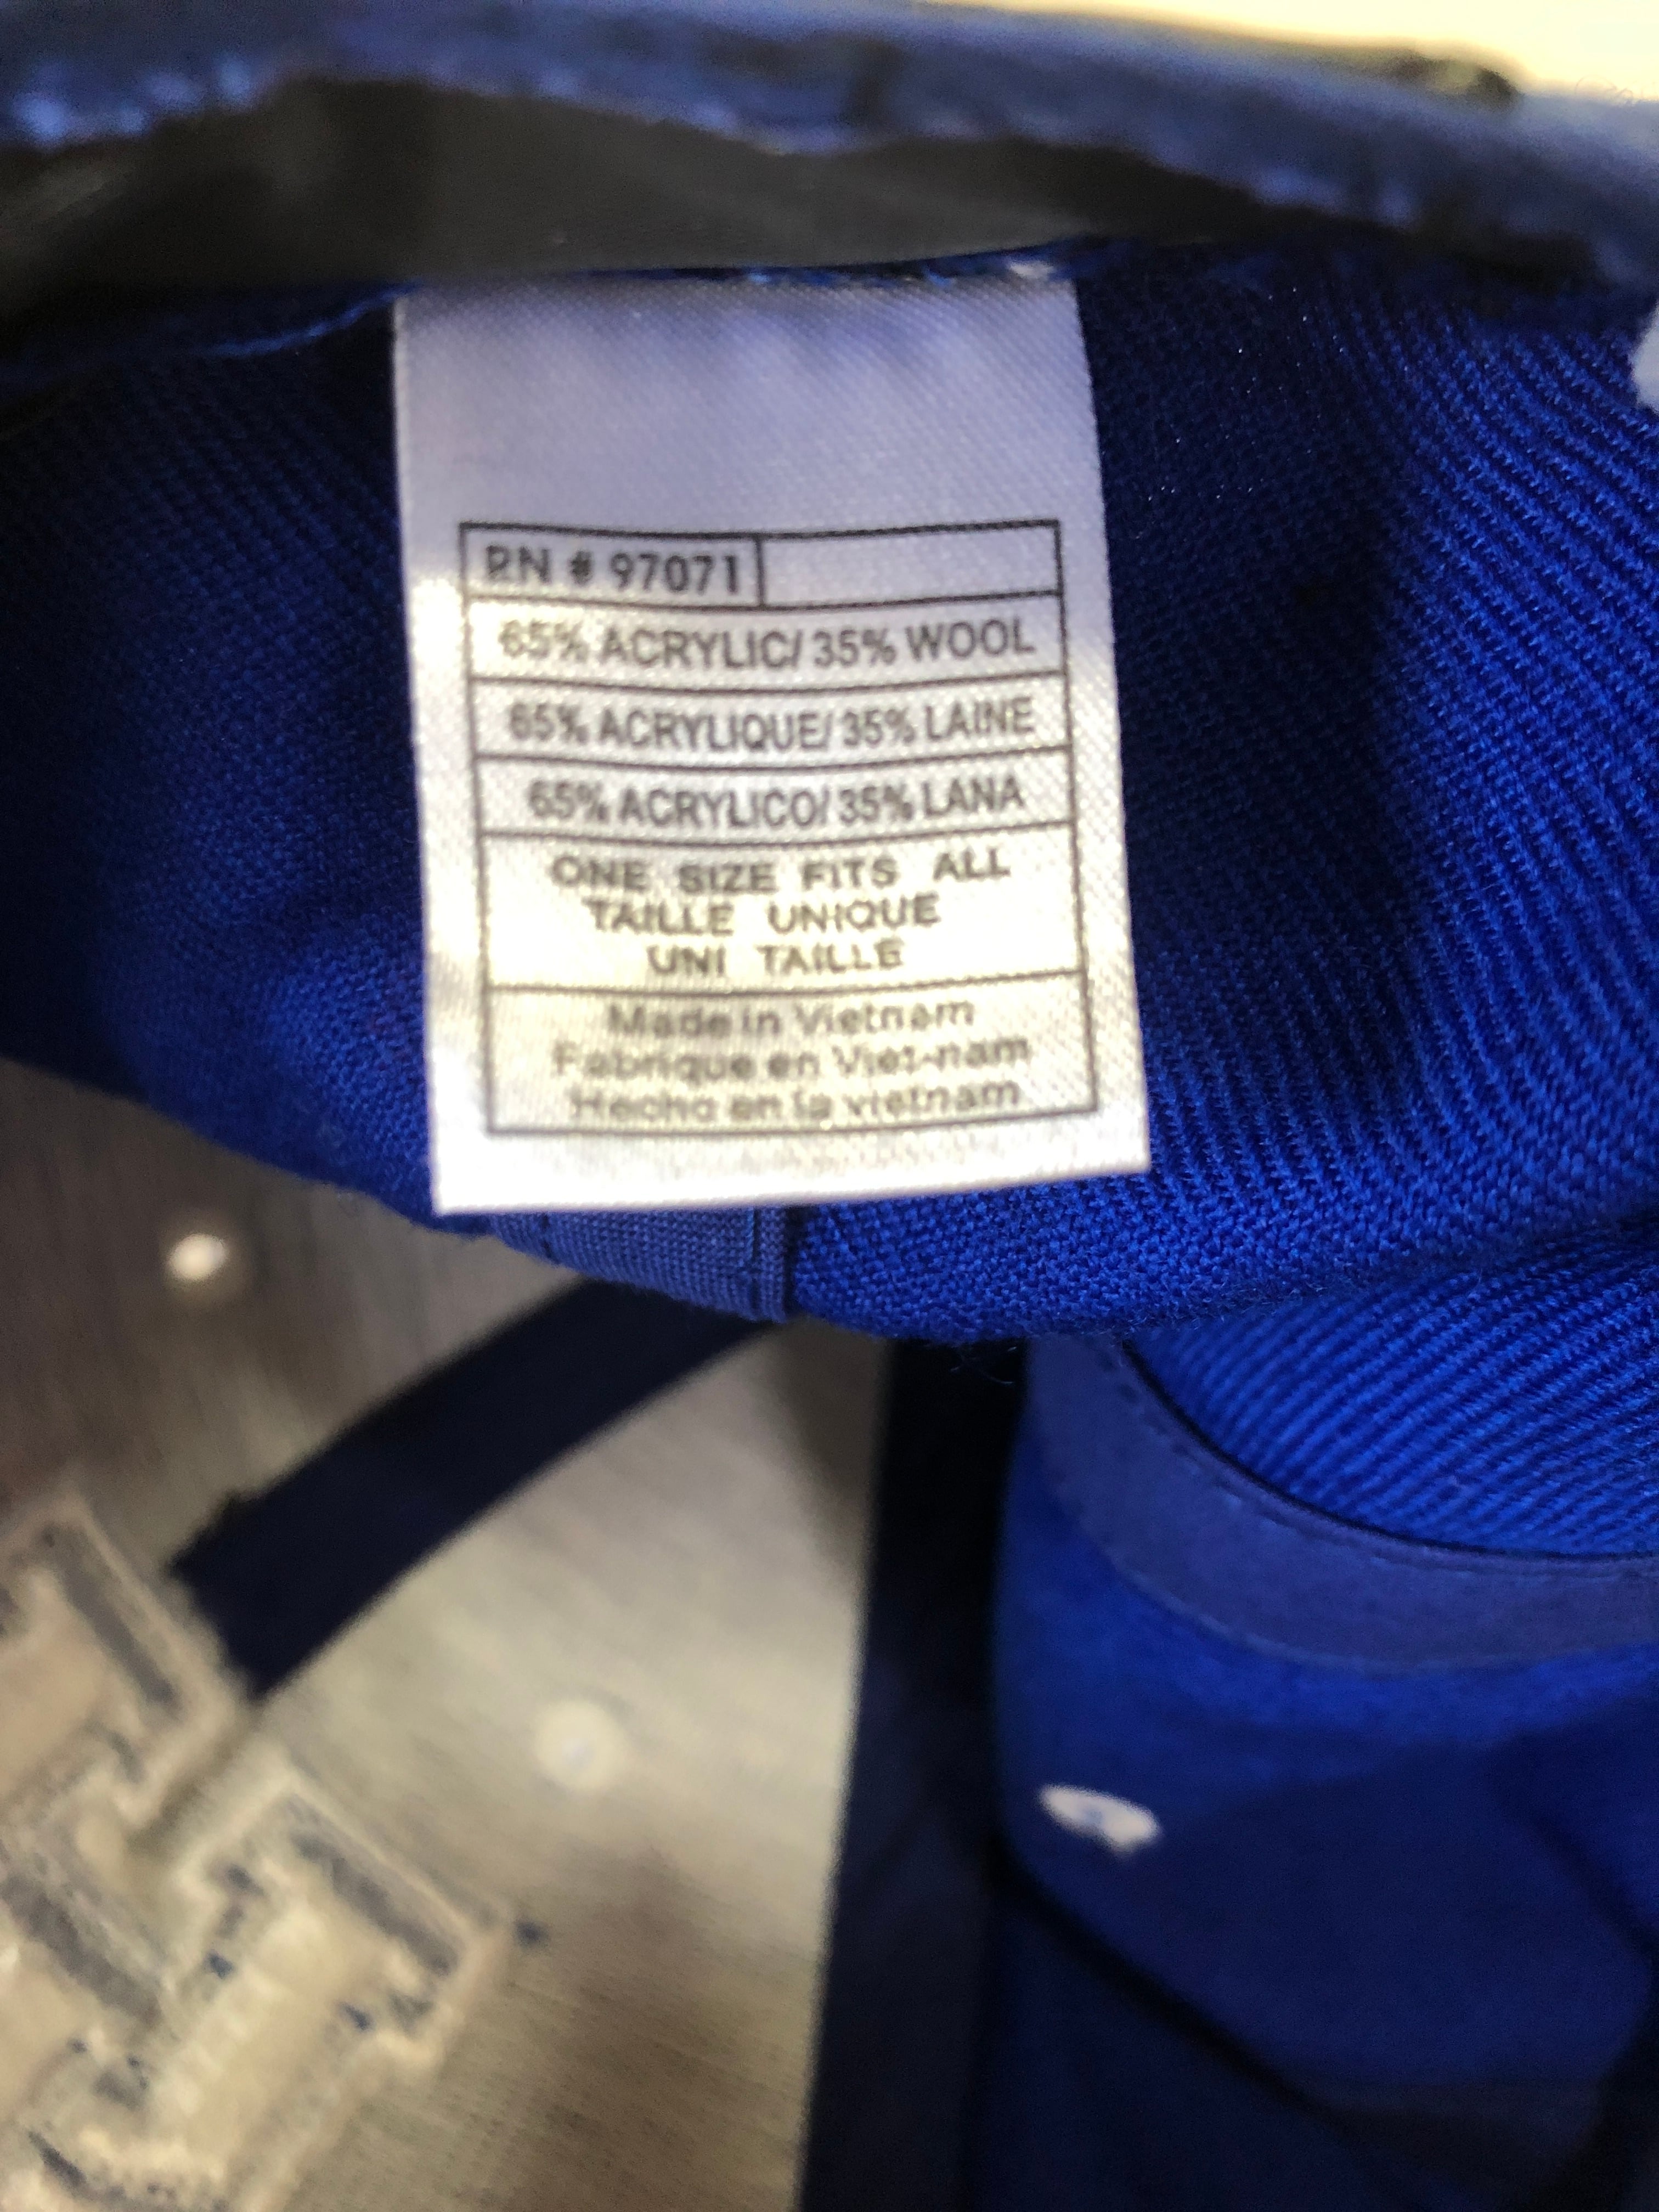 RN # 97071
65% ACRYLIC/ 35% WOOL
65% ACRYLIQUE/ 35% LAINE
65% ACRYLICO/ 35% LANA
ONE SIZE FITS ALL
TAILLE UNIQUE
UNI TAILLE
Made in Vietnam
Fabrique en Viet-nam
Hecho en la vietnam